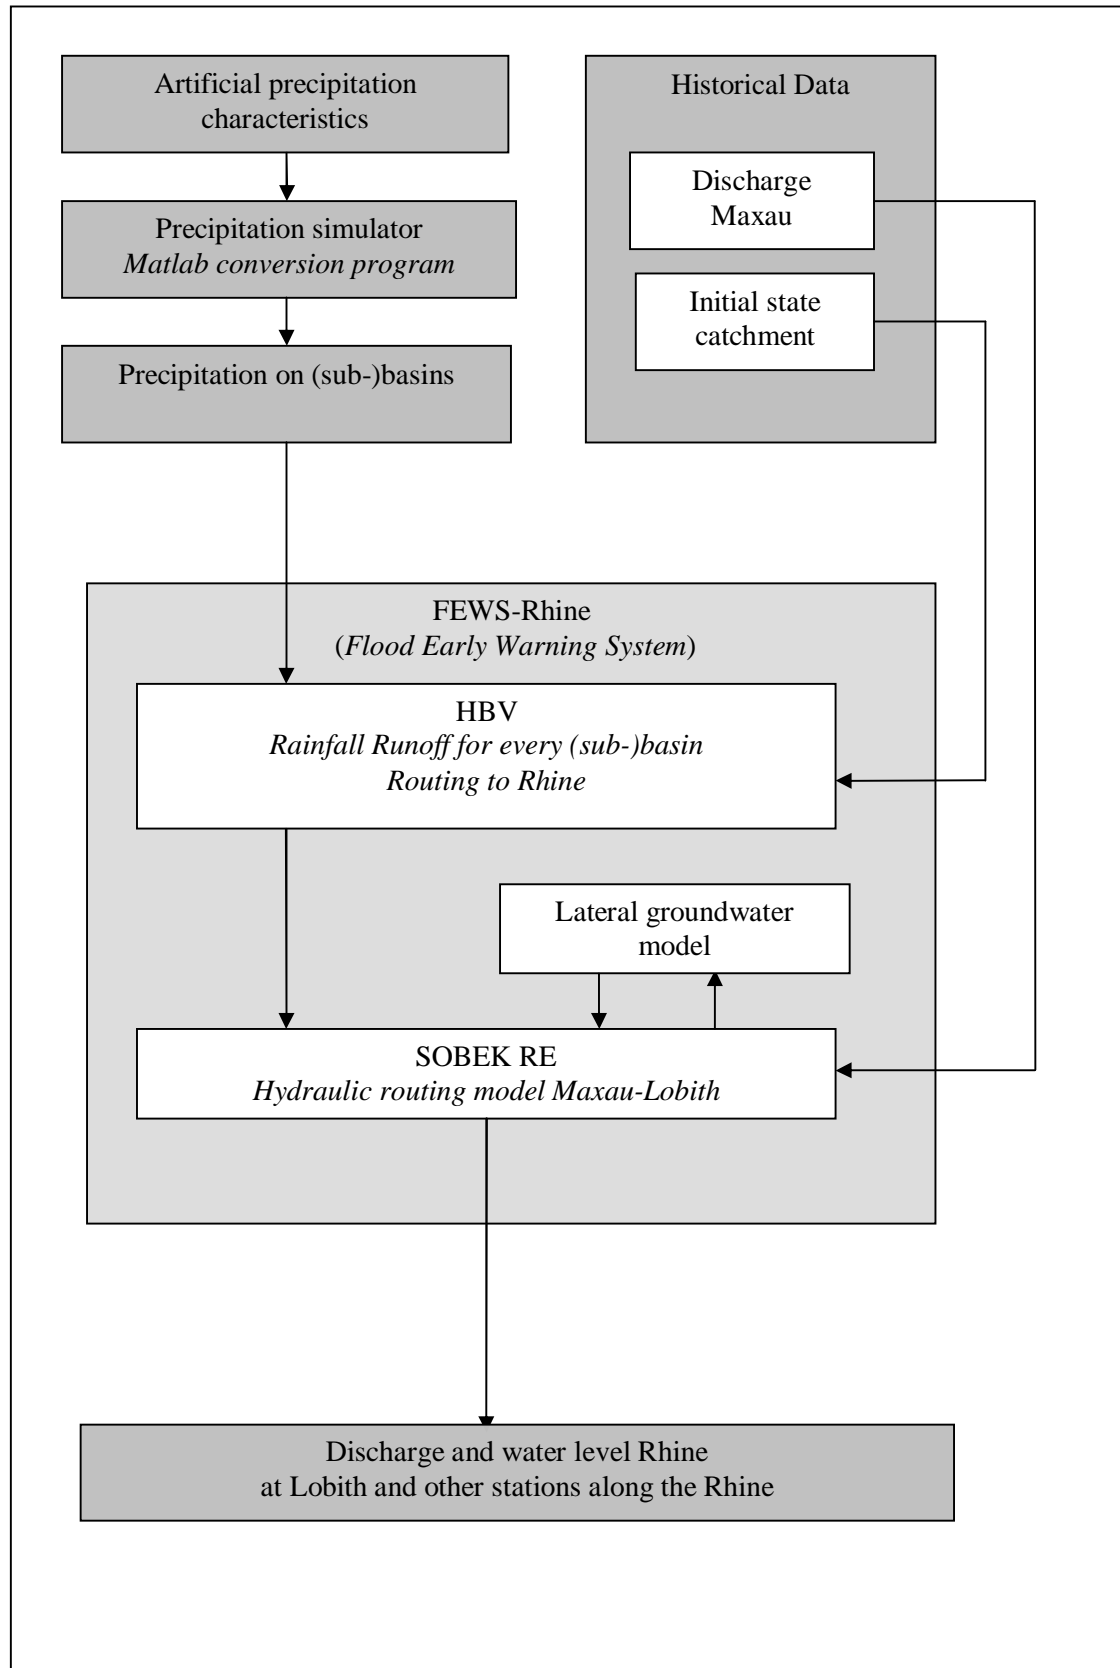 Artificial precipitation
characteristics
Precipitation simulator
Matlab conversion program
Precipitation on (sub-)basins
Historical Data
Discharge
Maxau
Initial state
catchment
FEWS-Rhine
(Flood Early Warning System)
HBV
Rainfall Runoff for every (sub-)basin
Routing to Rhine
Lateral groundwater
model
SOBEK RE
Hydraulic routing model Maxau-Lobith
Discharge and water level Rhine
at Lobith and other stations along the Rhine